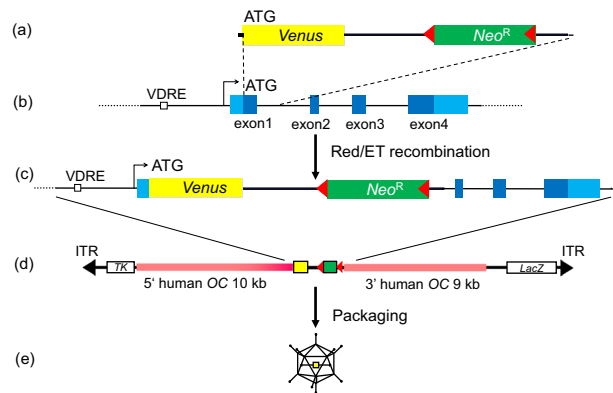 (a)
ATG
Venus
Neoᴿ
(b)
VDRE
ATG
exon1
exon2
exon3
exon4
Red/ET recombination
(c)
VDRE
ATG
Venus
Neoᴿ
(d)
ITR
TK
5' human OC 10 kb
3' human OC 9 kb
LacZ
ITR
Packaging
(e)